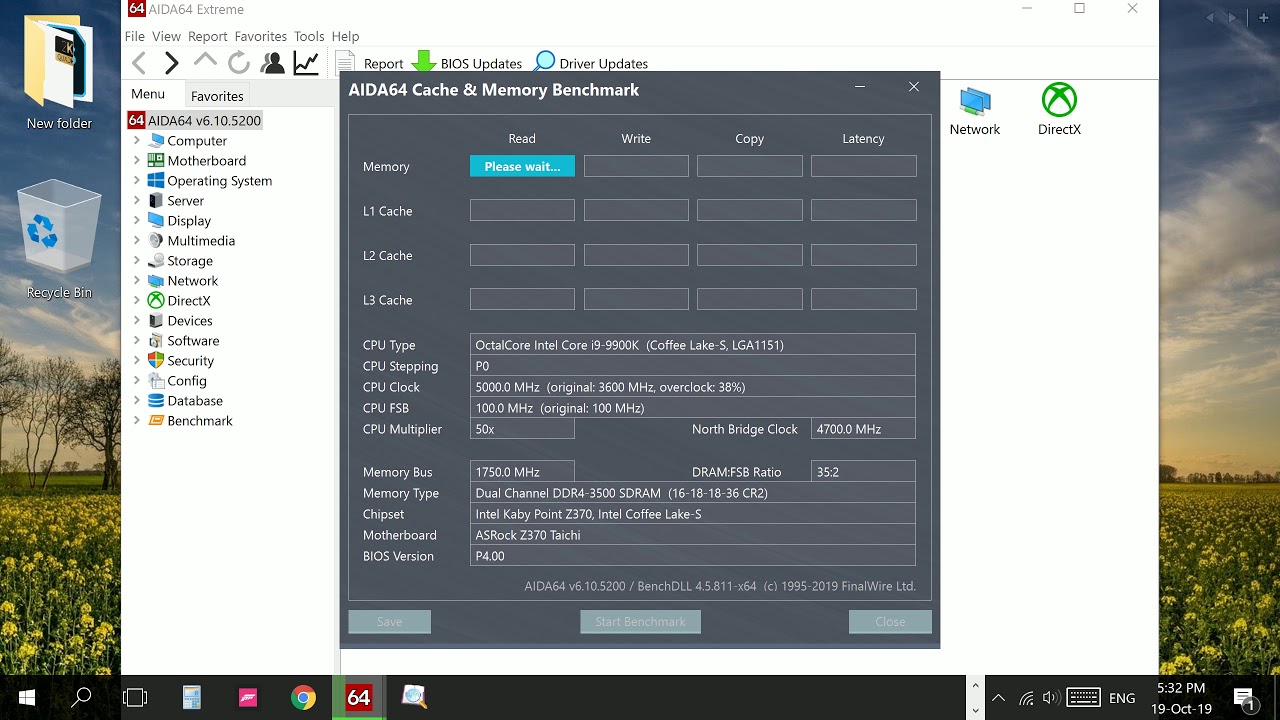 64 AIDA64 Extreme
File View Report Favorites Tools Help
Report BIOS Updates Driver Updates
Menu Favorites
64 AIDA64 v6.10.5200
Computer
Motherboard
Operating System
Server
Display
Multimedia
Storage
Network
DirectX
Devices
Software
Security
Config
Database
Benchmark
New folder
Recycle Bin
AIDA64 Cache & Memory Benchmark
Read Write Copy Latency
Memory Please wait...
L1 Cache
L2 Cache
L3 Cache
CPU Type OctalCore Intel Core i9-9900K (Coffee Lake-S, LGA1151)
CPU Stepping P0
CPU Clock 5000.0 MHz (original: 3600 MHz, overclock: 38%)
CPU FSB 100.0 MHz (original: 100 MHz)
CPU Multiplier 50x North Bridge Clock 4700.0 MHz
Memory Bus 1750.0 MHz DRAM:FSB Ratio 35:2
Memory Type Dual Channel DDR4-3500 SDRAM (16-18-18-36 CR2)
Chipset Intel Kaby Point Z370, Intel Coffee Lake-S
Motherboard ASRock Z370 Taichi
BIOS Version P4.00
AIDA64 v6.10.5200 / BenchDLL 4.5.811-x64 (c) 1995-2019 FinalWire Ltd.
Save Start Benchmark Close
Network DirectX
64
ENG
5:32 PM
19-Oct-19
1